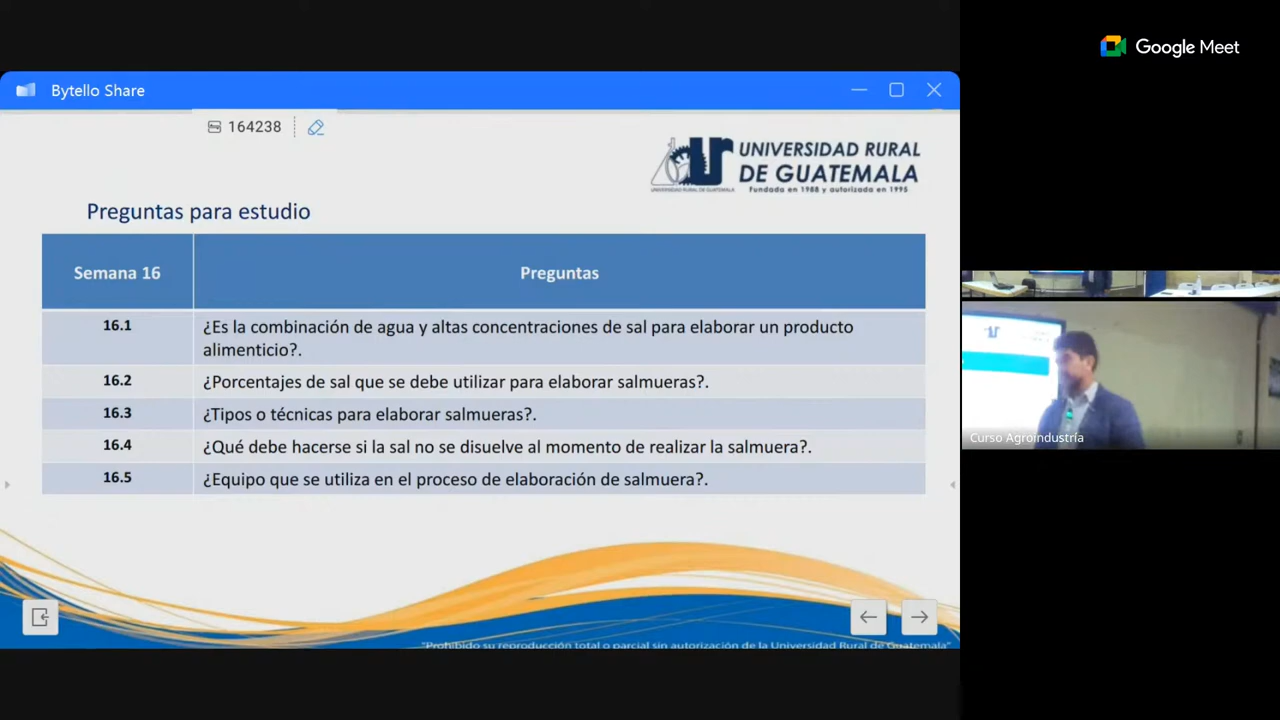 Google Meet
Bytello Share
164238
UNIVERSIDAD RURAL
DE GUATEMALA
Fundada en 1988 y autorizada en 1995
UNIVERSIDAD RURAL DE GUATEMALA
Preguntas para estudio
Semana 16
Preguntas
16.1
¿Es la combinación de agua y altas concentraciones de sal para elaborar un producto
alimenticio?.
16.2
¿Porcentajes de sal que se debe utilizar para elaborar salmueras?.
16.3
¿Tipos o técnicas para elaborar salmueras?.
16.4
¿Qué debe hacerse si la sal no se disuelve al momento de realizar la salmuera?.
16.5
¿Equipo que se utiliza en el proceso de elaboración de salmuera?.
Curso Agroindustría
"Prohibido su reproducción total o parcial sin autorización de la Universidad Rural de Guatemala"